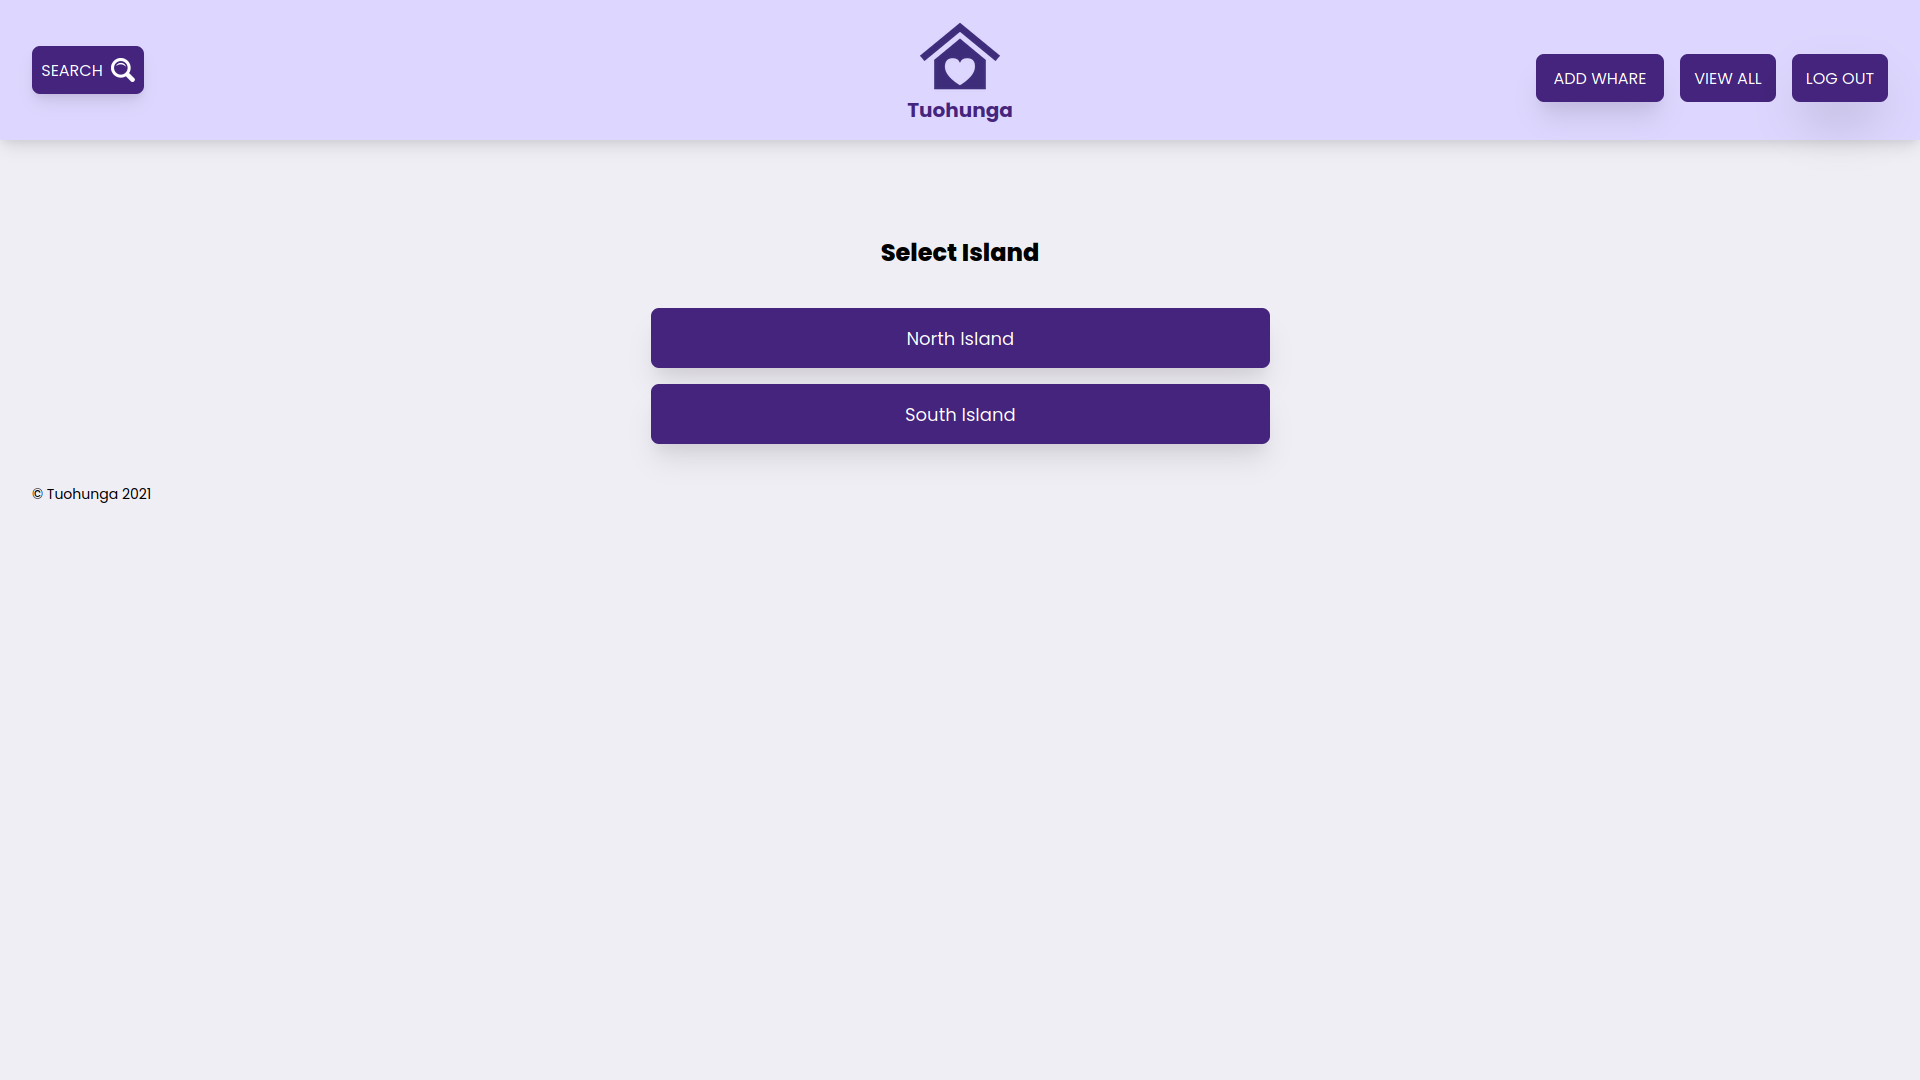 SEARCH
Tuohunga
ADD WHARE
VIEW ALL
LOG OUT
Select Island
North Island
South Island
© Tuohunga 2021